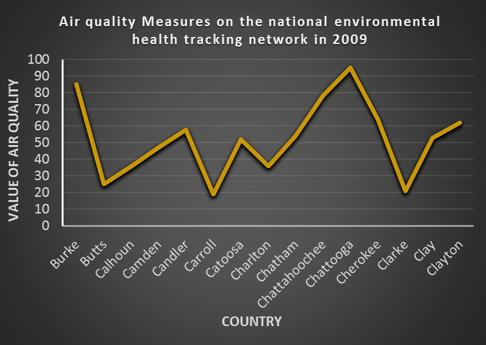 Air quality Measures on the national environmental
health tracking network in 2009
VALUE OF AIR QUALITY
100
90
80
70
60
50
40
30
20
10
0
Burke
Butts
Calhoun
Camden
Candler
Carroll
Catoosa
Charlton
Chatham
Chattahoochee
Chattooga
Cherokee
Clarke
Clay
Clayton
COUNTRY